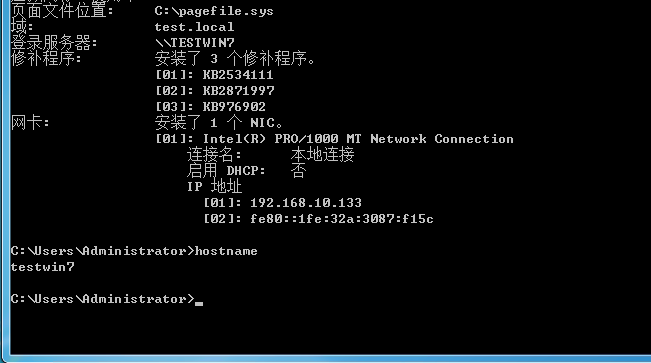 页面文件位置:     C:\pagefile.sys
域:               test.local
登录服务器:       \\TESTWIN7
修补程序:         安装了 3 个修补程序。
                  [01]: KB2534111
                  [02]: KB2871997
                  [03]: KB976902
网卡:             安装了 1 个 NIC。
                  [01]: Intel(R) PRO/1000 MT Network Connection
                      连接名:      本地连接
                      启用 DHCP:   否
                      IP 地址
                        [01]: 192.168.10.133
                        [02]: fe80::1fe:32a:3087:f15c
C:\Users\Administrator>hostname
testwin7
C:\Users\Administrator>_